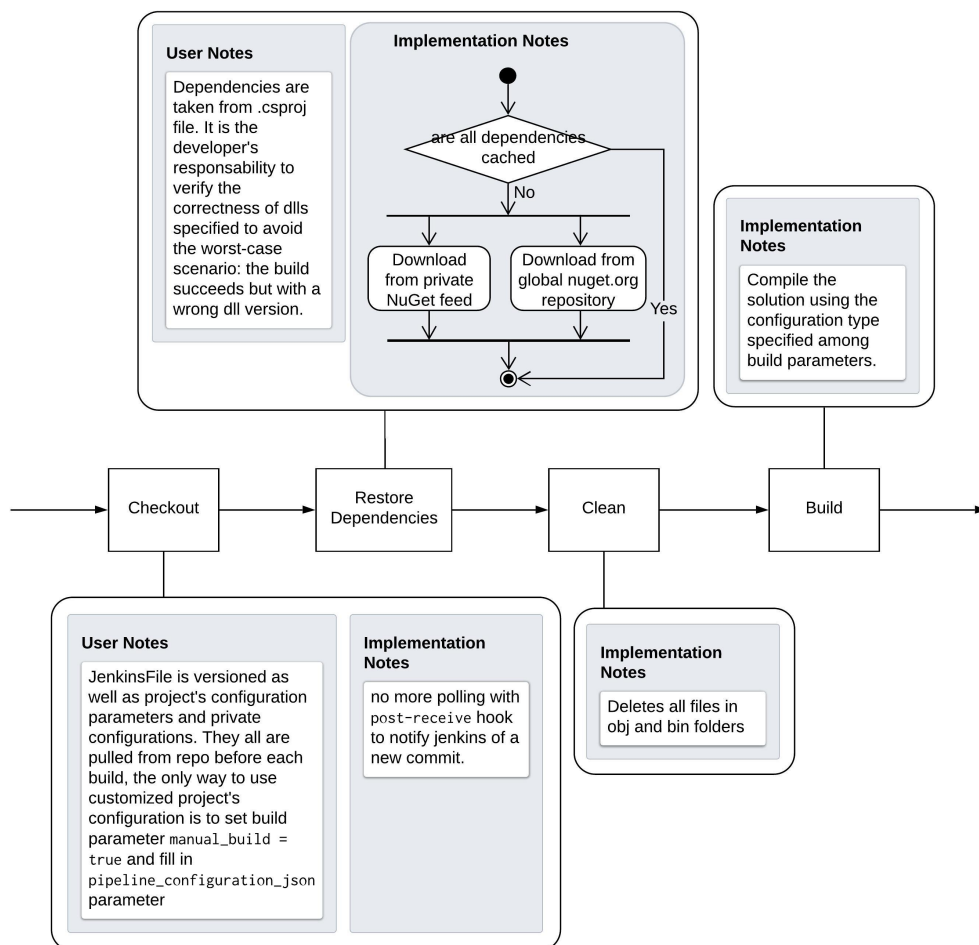 User Notes
Dependencies are
taken from .csproj
file. It is the
developer's
responsability to
verify the
correctness of dlls
specified to avoid
the worst-case
scenario: the build
succeeds but with a
wrong dll version.
Implementation Notes
are all dependencies
cached
No
Download
from private
NuGet feed
Download from
global nuget.org
repository
Yes
Implementation
Notes
Compile the
solution using the
configuration type
specified among
build parameters.
Checkout
Restore
Dependencies
Clean
Build
User Notes
JenkinsFile is versioned as
well as project's configuration
parameters and private
configurations. They all are
pulled from repo before each
build, the only way to use
customized project's
configuration is to set build
parameter manual_build =
true and fill in
pipeline_configuration_json
parameter
Implementation
Notes
no more polling with
post-receive hook
to notify jenkins of a
new commit.
Implementation
Notes
Deletes all files in
obj and bin folders